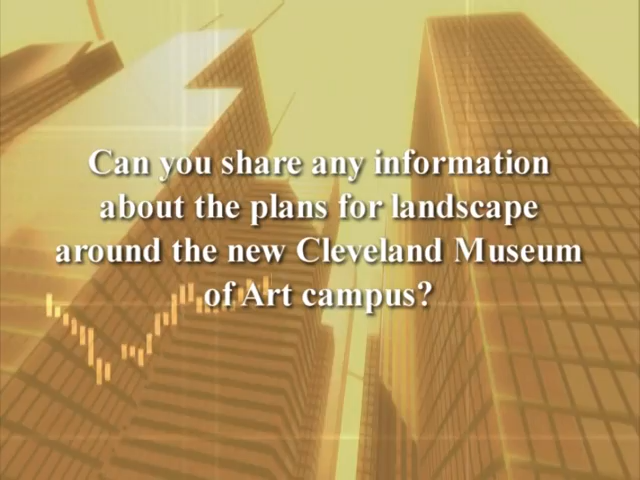 Can you share any information
about the plans for landscape
around the new Cleveland Museum
of Art campus?